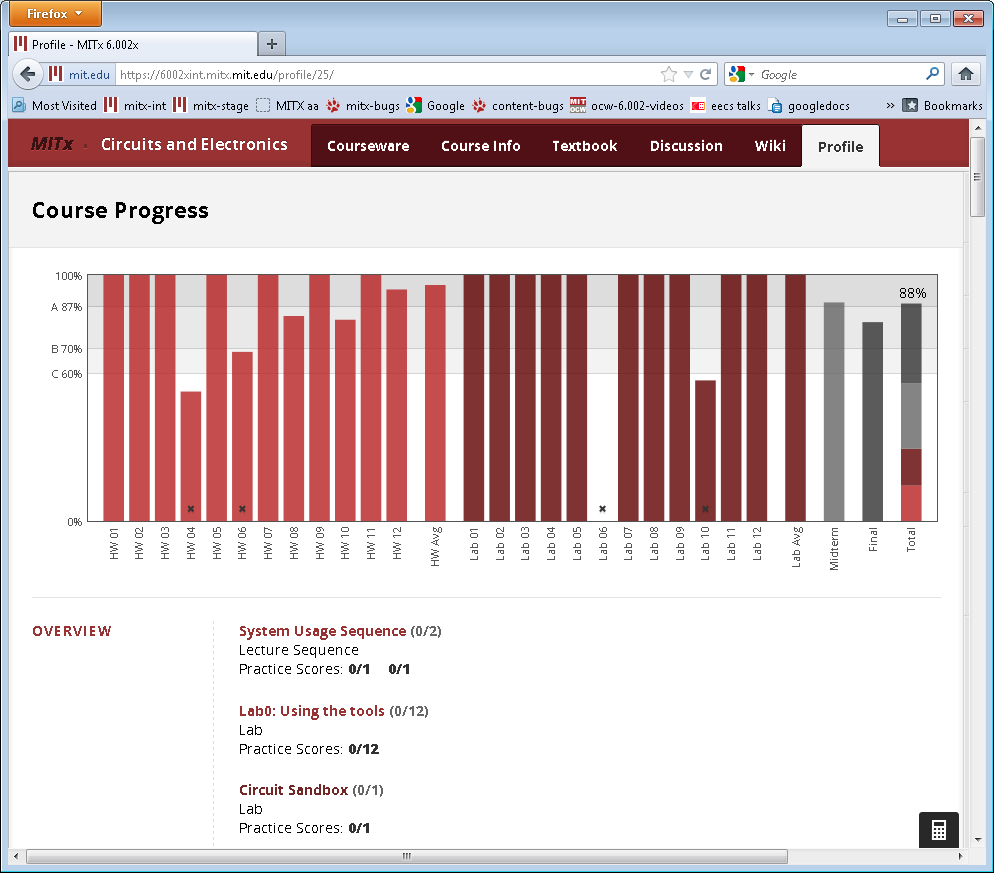 Firefox
Profile - MITx 6.002x
mit.edu https://6002xint.mitx.mit.edu/profile/25/ Google
Most Visited mitx-int mitx-stage MITX aa mitx-bugs Google content-bugs MIT OCW ocw-6.002-videos eecs talks googledocs » Bookmarks
MITx Circuits and Electronics Courseware Course Info Textbook Discussion Wiki Profile
Course Progress
100%
A 87%
B 70%
C 60%
0%
88%
HW 01 HW 02 HW 03 HW 04 HW 05 HW 06 HW 07 HW 08 HW 09 HW 10 HW 11 HW 12 HW Avg Lab 01 Lab 02 Lab 03 Lab 04 Lab 05 Lab 06 Lab 07 Lab 08 Lab 09 Lab 10 Lab 11 Lab 12 Lab Avg Midterm Final Total
OVERVIEW
System Usage Sequence (0/2)
Lecture Sequence
Practice Scores: 0/1 0/1
Lab0: Using the tools (0/12)
Lab
Practice Scores: 0/12
Circuit Sandbox (0/1)
Lab
Practice Scores: 0/1